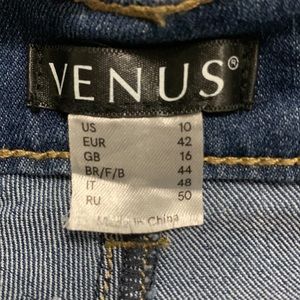 VENUS®
US 10
EUR 42
GB 16
BR/F/B 44
IT 48
RU 50
Made in China